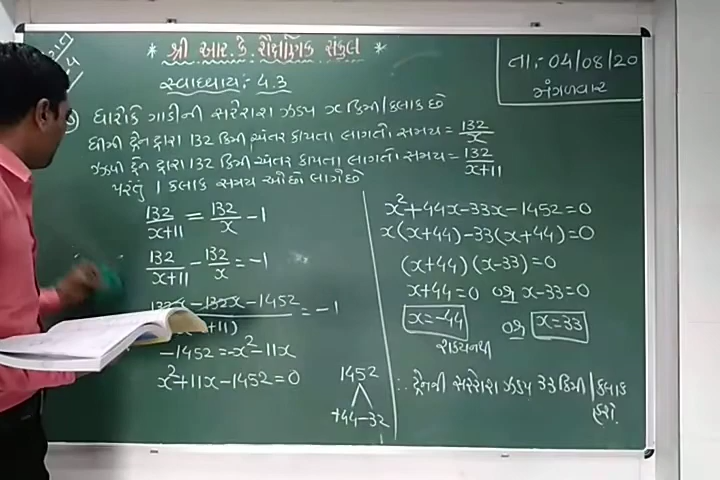 * શ્રી આર. કે. શૈક્ષણિક સંકુલ *
સ્વાધ્યાય:- 4.3
તા:- 04/08/20
મંગળવાર
ધારોકે ગાડીની સરેરાશ ઝડપ x કિમી/કલાક છે
ધીમી ટ્રેન દ્વારા 132 કિમી અંતર કાપતા લાગતો સમય = 132/x
ઝડપી ટ્રેન દ્વારા 132 કિમી અંતર કાપતા લાગતો સમય = 132/x+11
પરંતુ 1 કલાક સમય ઓછો લાગે છે
132/x+11 = 132/x -1
132/x+11 - 132/x = -1
132x - 132x - 1452 / +11) = -1
-1452 = -x² - 11x
x² + 11x - 1452 = 0
1452
+44 -32
x² + 44x - 33x - 1452 = 0
x(x+44) - 33(x+44) = 0
(x+44) (x-33) = 0
x+44 = 0 અથવા x-33 = 0
x = -44 અથવા x = 33
શક્ય નથી
∴ ટ્રેનની સરેરાશ ઝડપ 33 કિમી/કલાક
હશે.